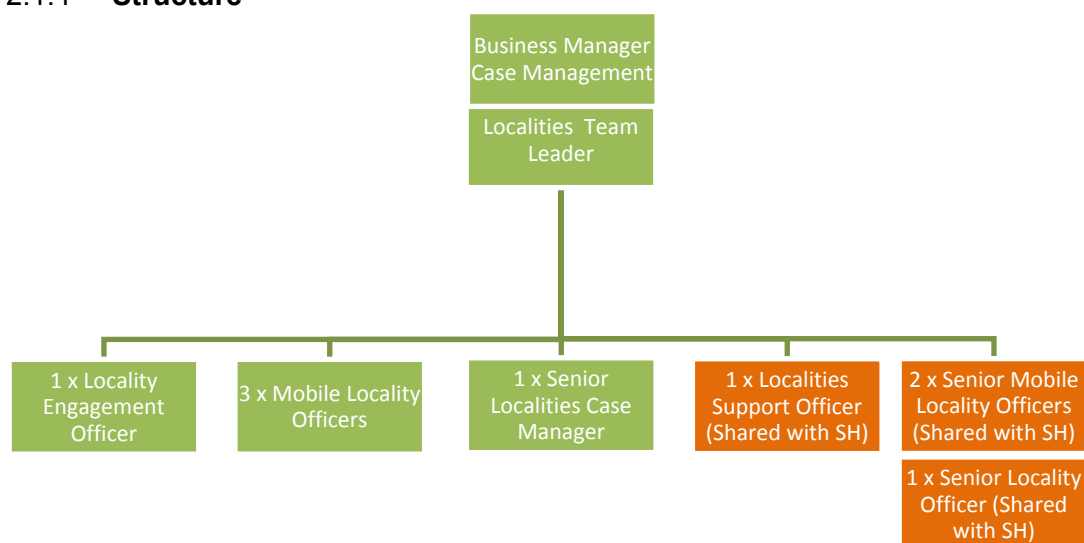 2.1.1 Structure
Business Manager
Case Management
Localities Team
Leader
1 x Locality
Engagement
Officer
3 x Mobile Locality
Officers
1 x Senior
Localities Case
Manager
1 x Localities
Support Officer
(Shared with SH)
2 x Senior Mobile
Locality Officers
(Shared with SH)
1 x Senior Locality
Officer (Shared
with SH)